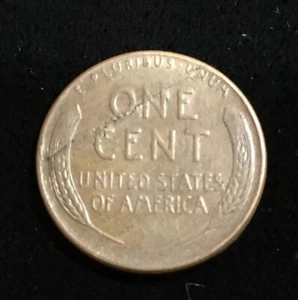 E·PLURIBUS·UNUM
ONE
CENT
UNITED STATES
OF AMERICA